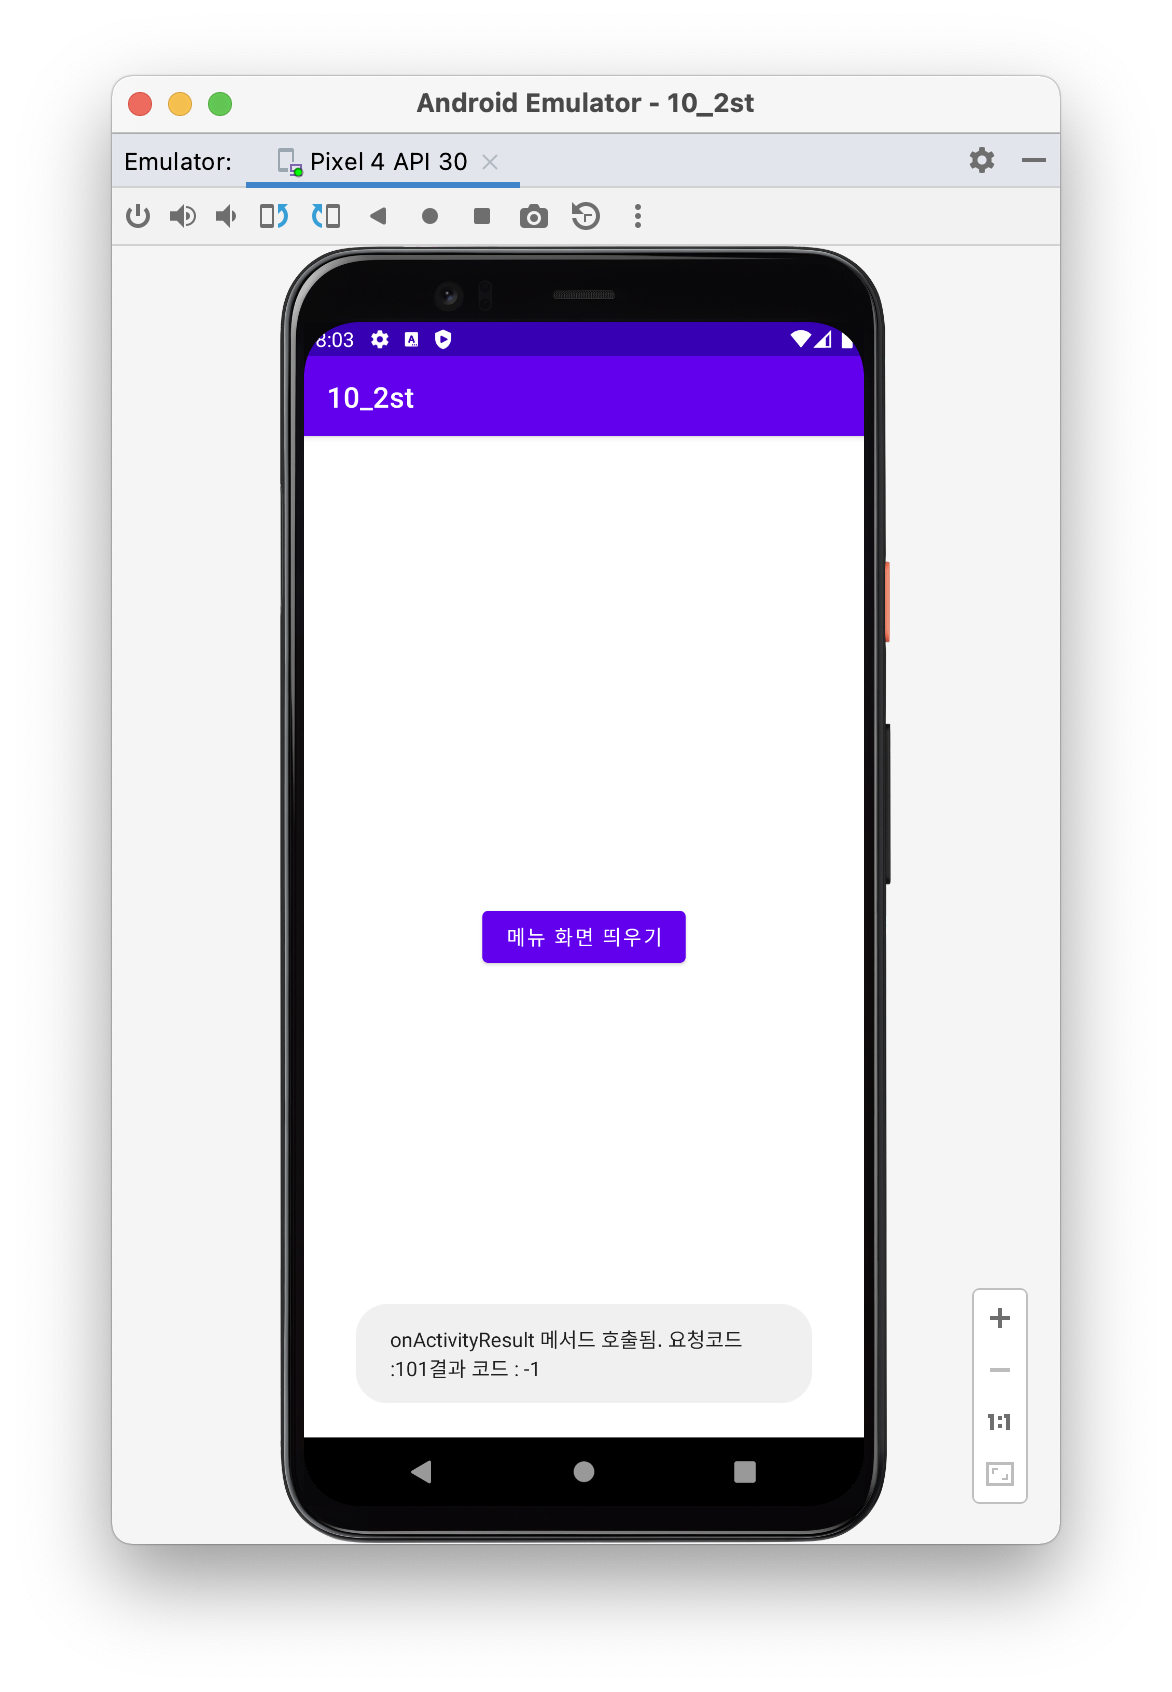 Android Emulator - 10_2st
Emulator: Pixel 4 API 30
8:03
10_2st
메뉴 화면 띄우기
onActivityResult 메서드 호출됨. 요청코드
:101결과 코드 : -1
1:1